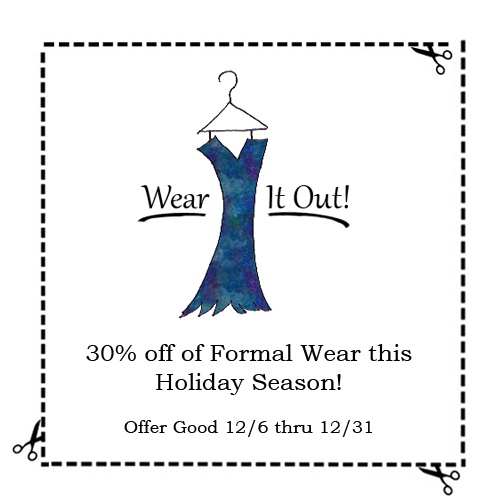 Wear It Out!
30% off of Formal Wear this
Holiday Season!
Offer Good 12/6 thru 12/31